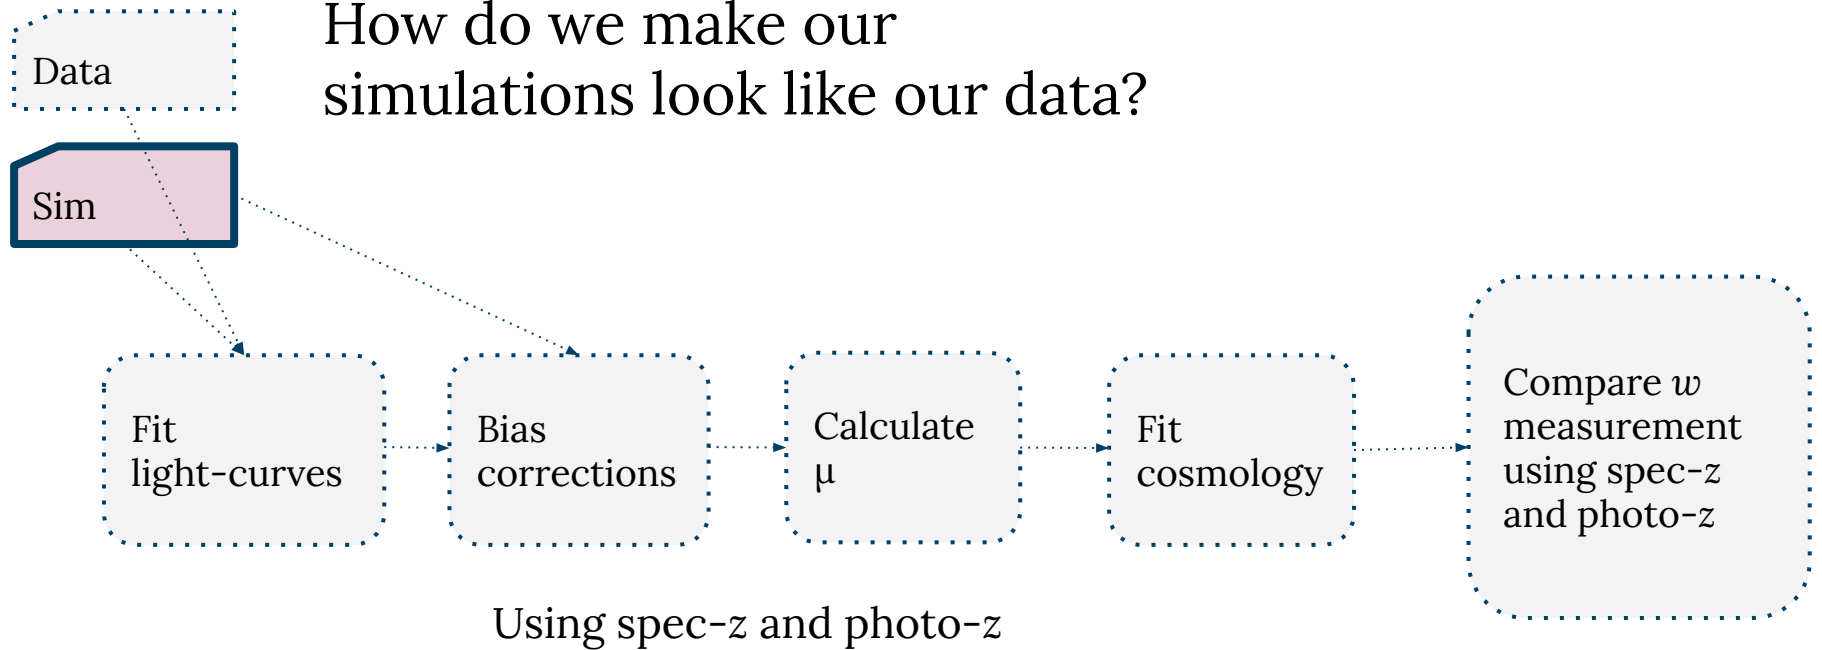 How do we make our
simulations look like our data?
Data
Sim
Fit
light-curves
Bias
corrections
Calculate
μ
Fit
cosmology
Compare w
measurement
using spec-z
and photo-z
Using spec-z and photo-z